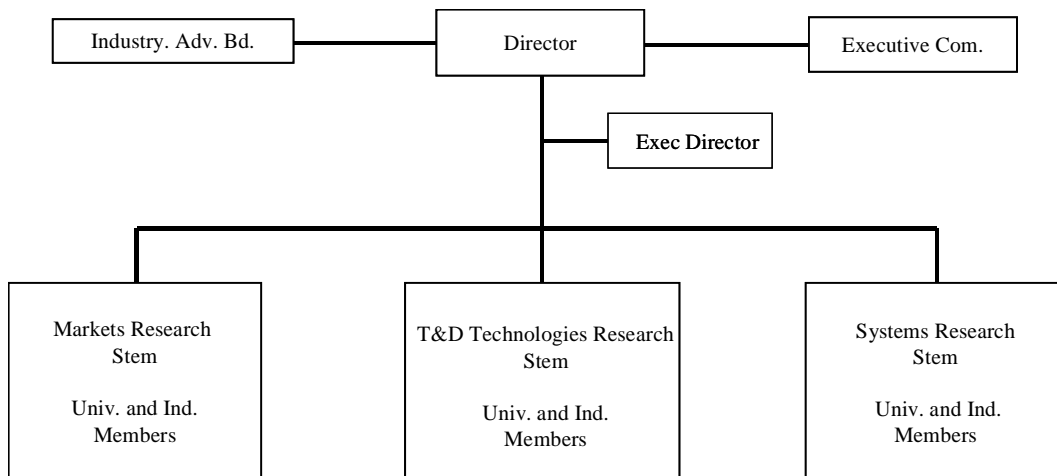 Industry. Adv. Bd.
Director
Executive Com.
Exec Director
Markets Research
Stem
Univ. and Ind.
Members
T&D Technologies Research
Stem
Univ. and Ind.
Members
Systems Research
Stem
Univ. and Ind.
Members